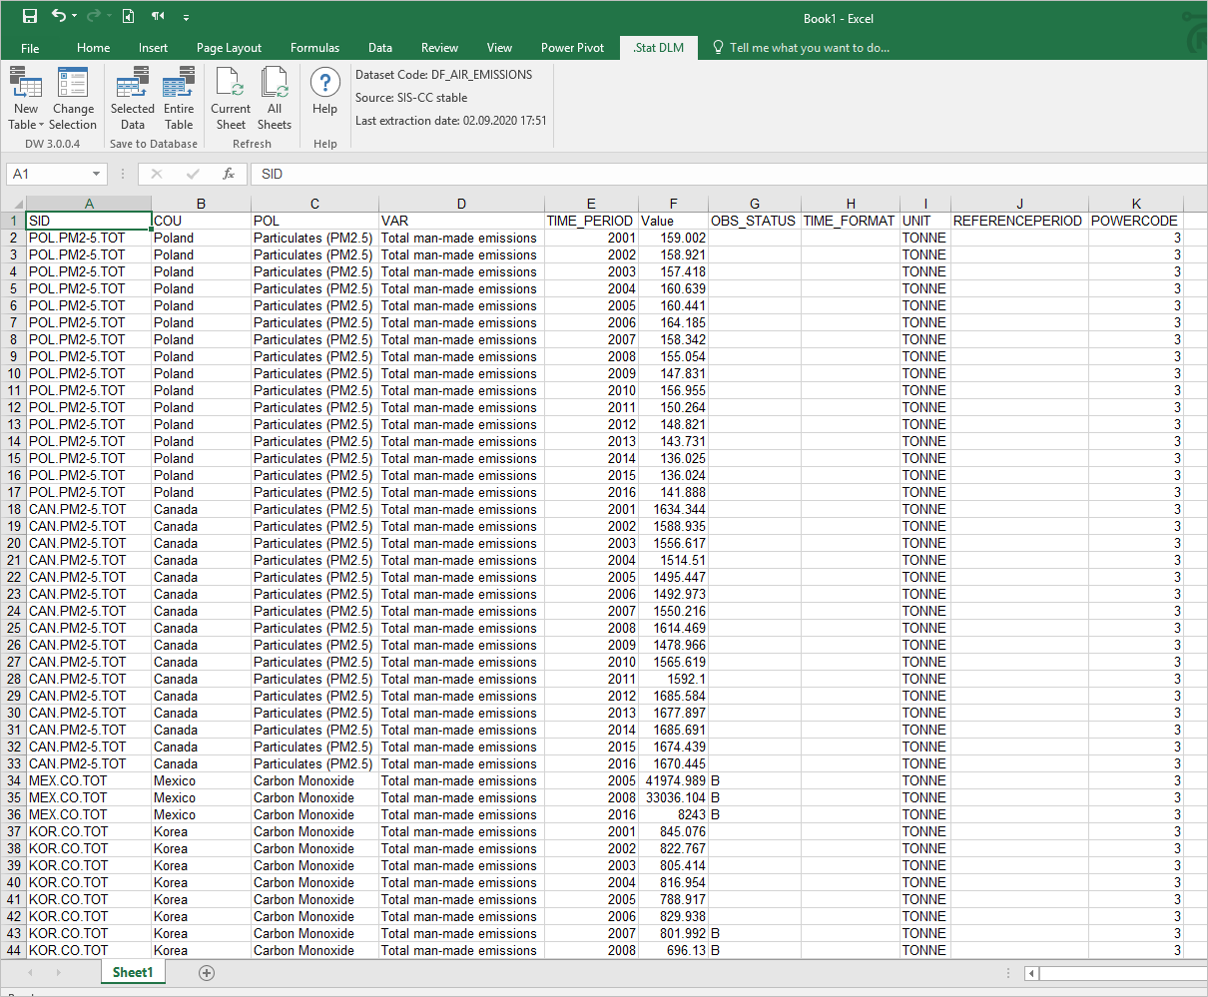 Book1 - Excel
File Home Insert Page Layout Formulas Data Review View Power Pivot .Stat DLM Tell me what you want to do...
New Table Change Selection Selected Data Entire Table Current Sheet All Sheets Help
Dataset Code: DF_AIR_EMISSIONS
Source: SIS-CC stable
Last extraction date: 02.09.2020 17:51
DW 3.0.0.4 Save to Database Refresh Help
A1 fx SID
A B C D E F G H I J K
1 SID COU POL VAR TIME_PERIOD Value OBS_STATUS TIME_FORMAT UNIT REFERENCEPERIOD POWERCODE
2 POL.PM2-5.TOT Poland Particulates (PM2.5) Total man-made emissions 2001 159.002 TONNE 3
3 POL.PM2-5.TOT Poland Particulates (PM2.5) Total man-made emissions 2002 158.921 TONNE 3
4 POL.PM2-5.TOT Poland Particulates (PM2.5) Total man-made emissions 2003 157.418 TONNE 3
5 POL.PM2-5.TOT Poland Particulates (PM2.5) Total man-made emissions 2004 160.639 TONNE 3
6 POL.PM2-5.TOT Poland Particulates (PM2.5) Total man-made emissions 2005 160.441 TONNE 3
7 POL.PM2-5.TOT Poland Particulates (PM2.5) Total man-made emissions 2006 164.185 TONNE 3
8 POL.PM2-5.TOT Poland Particulates (PM2.5) Total man-made emissions 2007 158.342 TONNE 3
9 POL.PM2-5.TOT Poland Particulates (PM2.5) Total man-made emissions 2008 155.054 TONNE 3
10 POL.PM2-5.TOT Poland Particulates (PM2.5) Total man-made emissions 2009 147.831 TONNE 3
11 POL.PM2-5.TOT Poland Particulates (PM2.5) Total man-made emissions 2010 156.955 TONNE 3
12 POL.PM2-5.TOT Poland Particulates (PM2.5) Total man-made emissions 2011 150.264 TONNE 3
13 POL.PM2-5.TOT Poland Particulates (PM2.5) Total man-made emissions 2012 148.821 TONNE 3
14 POL.PM2-5.TOT Poland Particulates (PM2.5) Total man-made emissions 2013 143.731 TONNE 3
15 POL.PM2-5.TOT Poland Particulates (PM2.5) Total man-made emissions 2014 136.025 TONNE 3
16 POL.PM2-5.TOT Poland Particulates (PM2.5) Total man-made emissions 2015 136.024 TONNE 3
17 POL.PM2-5.TOT Poland Particulates (PM2.5) Total man-made emissions 2016 141.888 TONNE 3
18 CAN.PM2-5.TOT Canada Particulates (PM2.5) Total man-made emissions 2001 1634.344 TONNE 3
19 CAN.PM2-5.TOT Canada Particulates (PM2.5) Total man-made emissions 2002 1588.935 TONNE 3
20 CAN.PM2-5.TOT Canada Particulates (PM2.5) Total man-made emissions 2003 1556.617 TONNE 3
21 CAN.PM2-5.TOT Canada Particulates (PM2.5) Total man-made emissions 2004 1514.51 TONNE 3
22 CAN.PM2-5.TOT Canada Particulates (PM2.5) Total man-made emissions 2005 1495.447 TONNE 3
23 CAN.PM2-5.TOT Canada Particulates (PM2.5) Total man-made emissions 2006 1492.973 TONNE 3
24 CAN.PM2-5.TOT Canada Particulates (PM2.5) Total man-made emissions 2007 1550.216 TONNE 3
25 CAN.PM2-5.TOT Canada Particulates (PM2.5) Total man-made emissions 2008 1614.469 TONNE 3
26 CAN.PM2-5.TOT Canada Particulates (PM2.5) Total man-made emissions 2009 1478.966 TONNE 3
27 CAN.PM2-5.TOT Canada Particulates (PM2.5) Total man-made emissions 2010 1565.619 TONNE 3
28 CAN.PM2-5.TOT Canada Particulates (PM2.5) Total man-made emissions 2011 1592.1 TONNE 3
29 CAN.PM2-5.TOT Canada Particulates (PM2.5) Total man-made emissions 2012 1685.584 TONNE 3
30 CAN.PM2-5.TOT Canada Particulates (PM2.5) Total man-made emissions 2013 1677.897 TONNE 3
31 CAN.PM2-5.TOT Canada Particulates (PM2.5) Total man-made emissions 2014 1685.691 TONNE 3
32 CAN.PM2-5.TOT Canada Particulates (PM2.5) Total man-made emissions 2015 1674.439 TONNE 3
33 CAN.PM2-5.TOT Canada Particulates (PM2.5) Total man-made emissions 2016 1670.445 TONNE 3
34 MEX.CO.TOT Mexico Carbon Monoxide Total man-made emissions 2005 41974.989 B TONNE 3
35 MEX.CO.TOT Mexico Carbon Monoxide Total man-made emissions 2008 33036.104 B TONNE 3
36 MEX.CO.TOT Mexico Carbon Monoxide Total man-made emissions 2016 8243 B TONNE 3
37 KOR.CO.TOT Korea Carbon Monoxide Total man-made emissions 2001 845.076 TONNE 3
38 KOR.CO.TOT Korea Carbon Monoxide Total man-made emissions 2002 822.767 TONNE 3
39 KOR.CO.TOT Korea Carbon Monoxide Total man-made emissions 2003 805.414 TONNE 3
40 KOR.CO.TOT Korea Carbon Monoxide Total man-made emissions 2004 816.954 TONNE 3
41 KOR.CO.TOT Korea Carbon Monoxide Total man-made emissions 2005 788.917 TONNE 3
42 KOR.CO.TOT Korea Carbon Monoxide Total man-made emissions 2006 829.938 TONNE 3
43 KOR.CO.TOT Korea Carbon Monoxide Total man-made emissions 2007 801.992 B TONNE 3
44 KOR.CO.TOT Korea Carbon Monoxide Total man-made emissions 2008 696.13 B TONNE 3
Sheet1